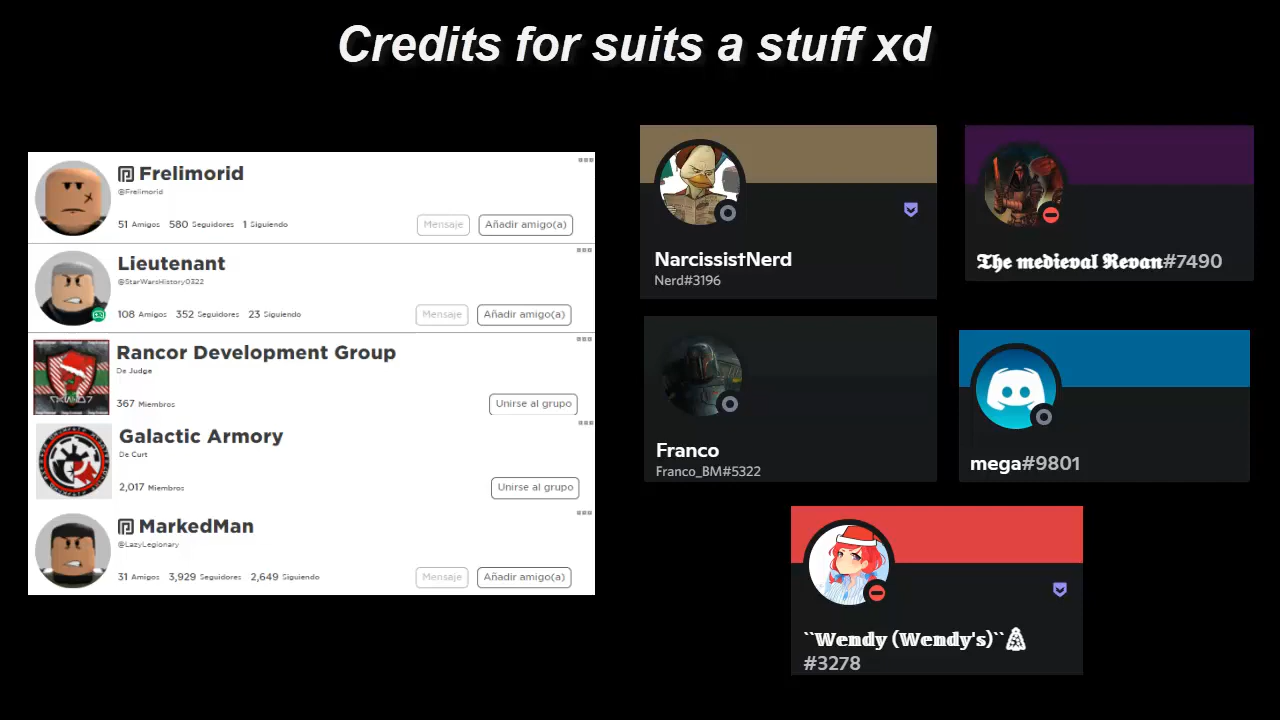 Credits for suits a stuff xd
Frelimorid
@Frelimorid
51 Amigos 580 Seguidores 1 Siguiendo
Mensaje Añadir amigo(a)
Lieutenant
@StarWarsHistory0322
108 Amigos 352 Seguidores 23 Siguiendo
Mensaje Añadir amigo(a)
Rancor Development Group
De Judge
367 Miembros
Unirse al grupo
Galactic Armory
De Curt
2,017 Miembros
Unirse al grupo
MarkedMan
@LazyLegionary
31 Amigos 3,929 Seguidores 2,649 Siguiendo
Mensaje Añadir amigo(a)
NarcissistNerd
Nerd#3196
𝕿𝖍𝖊 𝖒𝖊𝖉𝖎𝖊𝖛𝖆𝖑 𝕽𝖊𝖛𝖆𝖓#7490
Franco
Franco_BM#5322
mega#9801
``Wendy (Wendy's)``
#3278